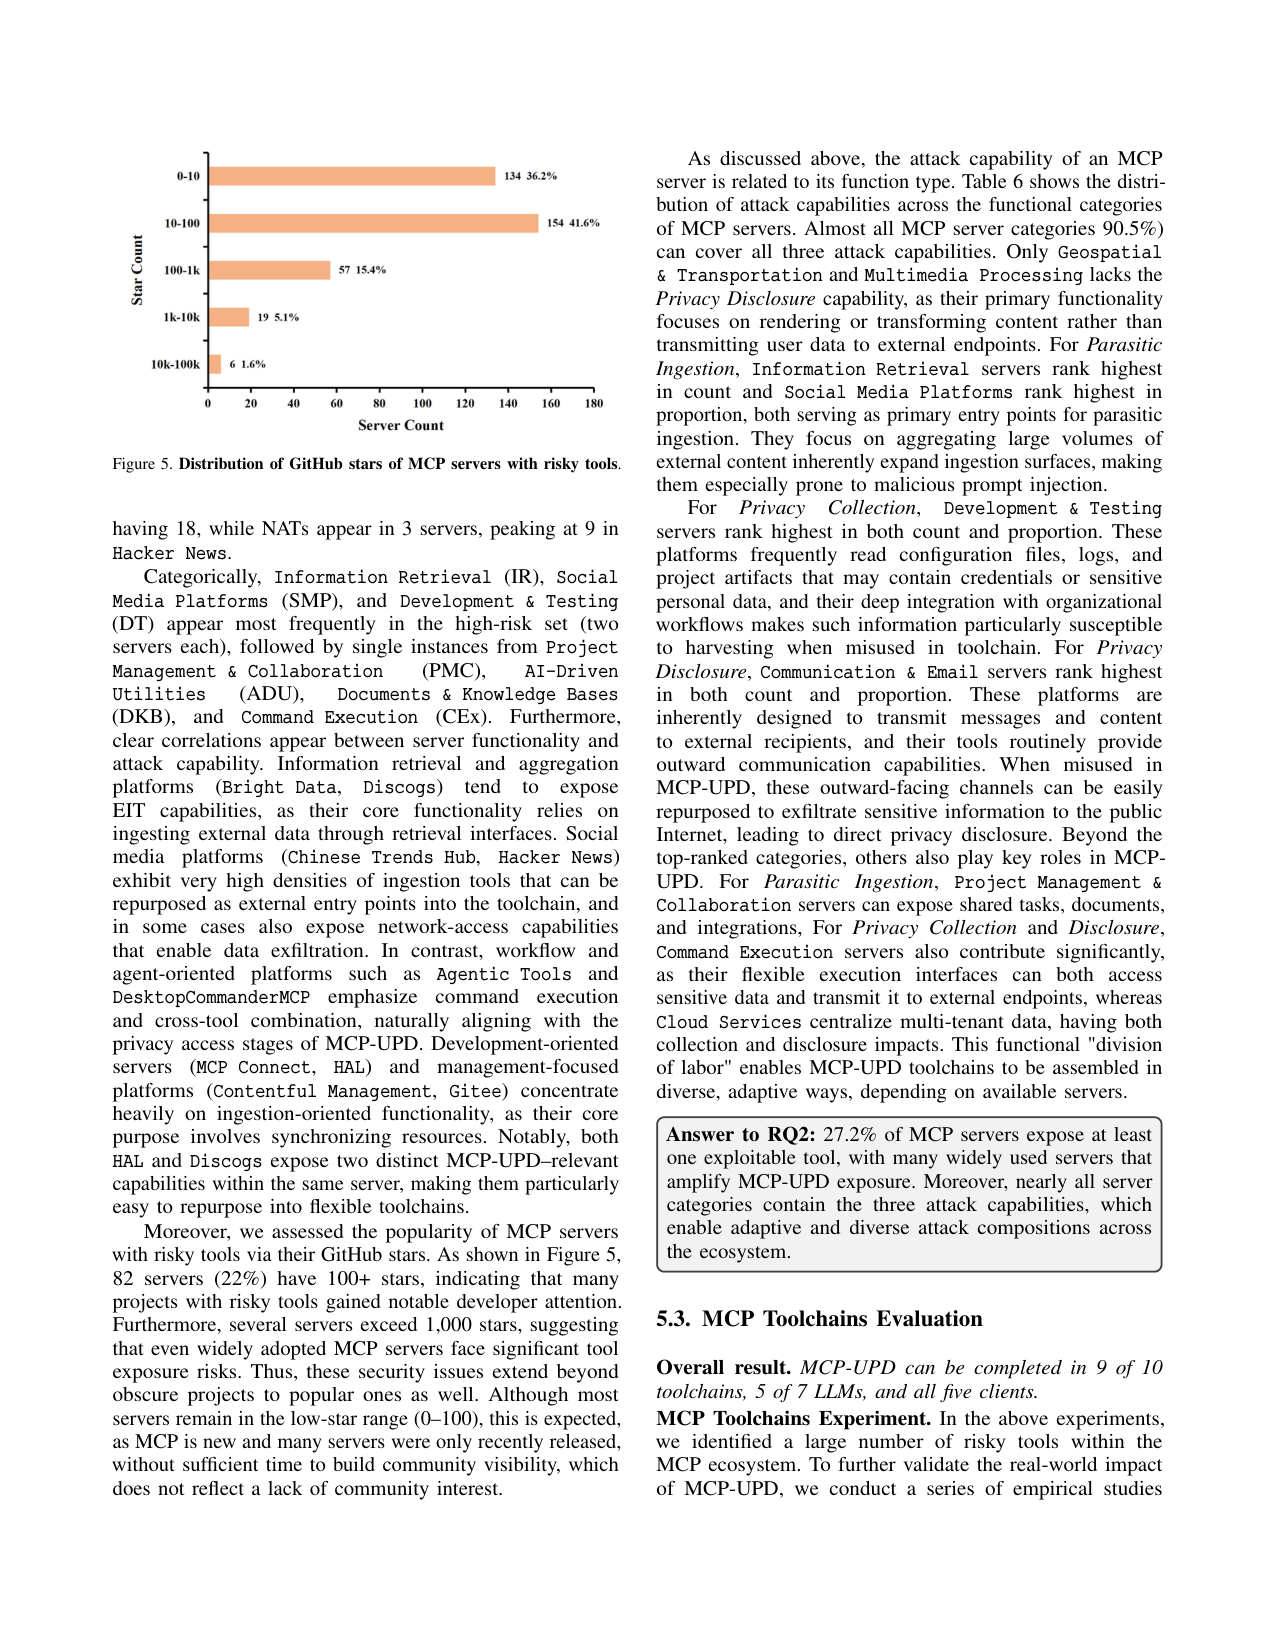 0-10
134 36.2%
10-100
154 41.6%
100-1k
57 15.4%
1k-10k
19 5.1%
10k-100k
6 1.6%
Star Count
0 20 40 60 80 100 120 140 160 180
Server Count
Figure 5. Distribution of GitHub stars of MCP servers with risky tools.
having 18, while NATs appear in 3 servers, peaking at 9 in
Hacker News.
Categorically, Information Retrieval (IR), Social
Media Platforms (SMP), and Development & Testing
(DT) appear most frequently in the high-risk set (two
servers each), followed by single instances from Project
Management & Collaboration (PMC), AI-Driven
Utilities (ADU), Documents & Knowledge Bases
(DKB), and Command Execution (CEx). Furthermore,
clear correlations appear between server functionality and
attack capability. Information retrieval and aggregation
platforms (Bright Data, Discogs) tend to expose
EIT capabilities, as their core functionality relies on
ingesting external data through retrieval interfaces. Social
media platforms (Chinese Trends Hub, Hacker News)
exhibit very high densities of ingestion tools that can be
repurposed as external entry points into the toolchain, and
in some cases also expose network-access capabilities
that enable data exfiltration. In contrast, workflow and
agent-oriented platforms such as Agentic Tools and
DesktopCommanderMCP emphasize command execution
and cross-tool combination, naturally aligning with the
privacy access stages of MCP-UPD. Development-oriented
servers (MCP Connect, HAL) and management-focused
platforms (Contentful Management, Gitee) concentrate
heavily on ingestion-oriented functionality, as their core
purpose involves synchronizing resources. Notably, both
HAL and Discogs expose two distinct MCP-UPD–relevant
capabilities within the same server, making them particularly
easy to repurpose into flexible toolchains.
Moreover, we assessed the popularity of MCP servers
with risky tools via their GitHub stars. As shown in Figure 5,
82 servers (22%) have 100+ stars, indicating that many
projects with risky tools gained notable developer attention.
Furthermore, several servers exceed 1,000 stars, suggesting
that even widely adopted MCP servers face significant tool
exposure risks. Thus, these security issues extend beyond
obscure projects to popular ones as well. Although most
servers remain in the low-star range (0–100), this is expected,
as MCP is new and many servers were only recently released,
without sufficient time to build community visibility, which
does not reflect a lack of community interest.
As discussed above, the attack capability of an MCP
server is related to its function type. Table 6 shows the distri-
bution of attack capabilities across the functional categories
of MCP servers. Almost all MCP server categories 90.5%)
can cover all three attack capabilities. Only Geospatial
& Transportation and Multimedia Processing lacks the
Privacy Disclosure capability, as their primary functionality
focuses on rendering or transforming content rather than
transmitting user data to external endpoints. For Parasitic
Ingestion, Information Retrieval servers rank highest
in count and Social Media Platforms rank highest in
proportion, both serving as primary entry points for parasitic
ingestion. They focus on aggregating large volumes of
external content inherently expand ingestion surfaces, making
them especially prone to malicious prompt injection.
For Privacy Collection, Development & Testing
servers rank highest in both count and proportion. These
platforms frequently read configuration files, logs, and
project artifacts that may contain credentials or sensitive
personal data, and their deep integration with organizational
workflows makes such information particularly susceptible
to harvesting when misused in toolchain. For Privacy
Disclosure, Communication & Email servers rank highest
in both count and proportion. These platforms are
inherently designed to transmit messages and content
to external recipients, and their tools routinely provide
outward communication capabilities. When misused in
MCP-UPD, these outward-facing channels can be easily
repurposed to exfiltrate sensitive information to the public
Internet, leading to direct privacy disclosure. Beyond the
top-ranked categories, others also play key roles in MCP-
UPD. For Parasitic Ingestion, Project Management &
Collaboration servers can expose shared tasks, documents,
and integrations, For Privacy Collection and Disclosure,
Command Execution servers also contribute significantly,
as their flexible execution interfaces can both access
sensitive data and transmit it to external endpoints, whereas
Cloud Services centralize multi-tenant data, having both
collection and disclosure impacts. This functional "division
of labor" enables MCP-UPD toolchains to be assembled in
diverse, adaptive ways, depending on available servers.
Answer to RQ2: 27.2% of MCP servers expose at least
one exploitable tool, with many widely used servers that
amplify MCP-UPD exposure. Moreover, nearly all server
categories contain the three attack capabilities, which
enable adaptive and diverse attack compositions across
the ecosystem.
5.3. MCP Toolchains Evaluation
Overall result. MCP-UPD can be completed in 9 of 10
toolchains, 5 of 7 LLMs, and all five clients.
MCP Toolchains Experiment. In the above experiments,
we identified a large number of risky tools within the
MCP ecosystem. To further validate the real-world impact
of MCP-UPD, we conduct a series of empirical studies